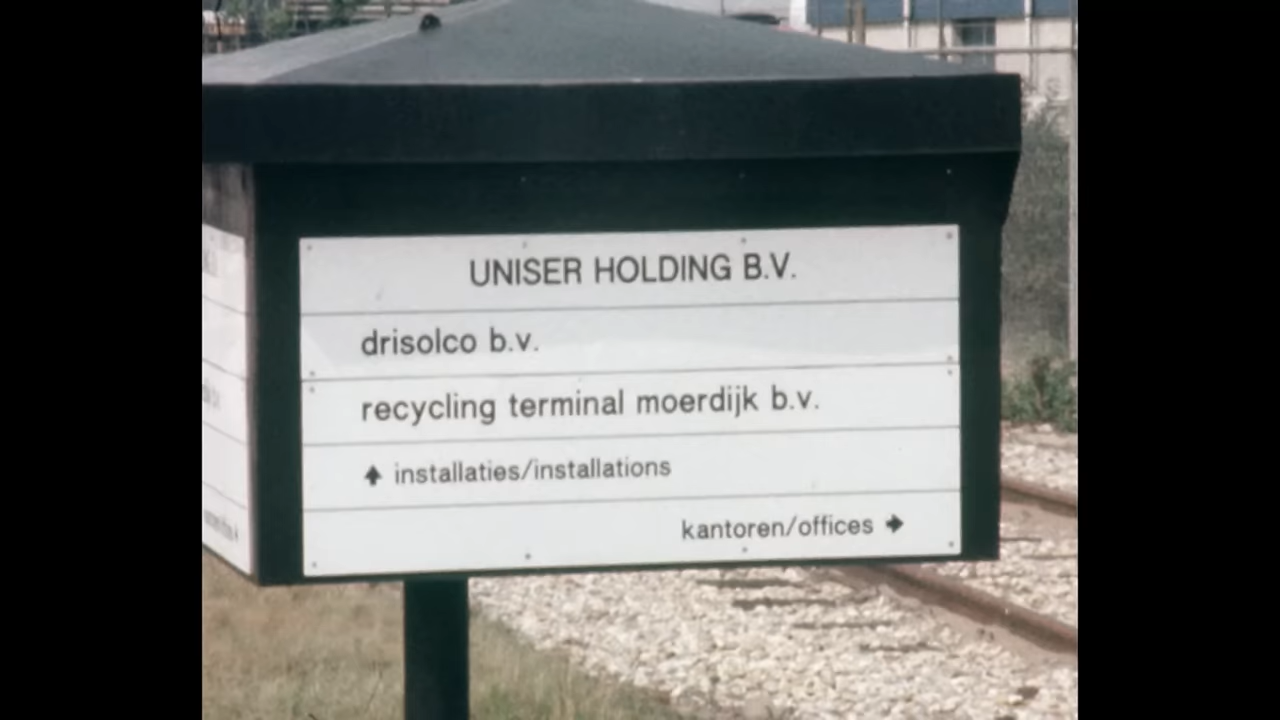 UNISER HOLDING B.V.
drisolco b.v.
recycling terminal moerdijk b.v.
installaties/installations
kantoren/offices